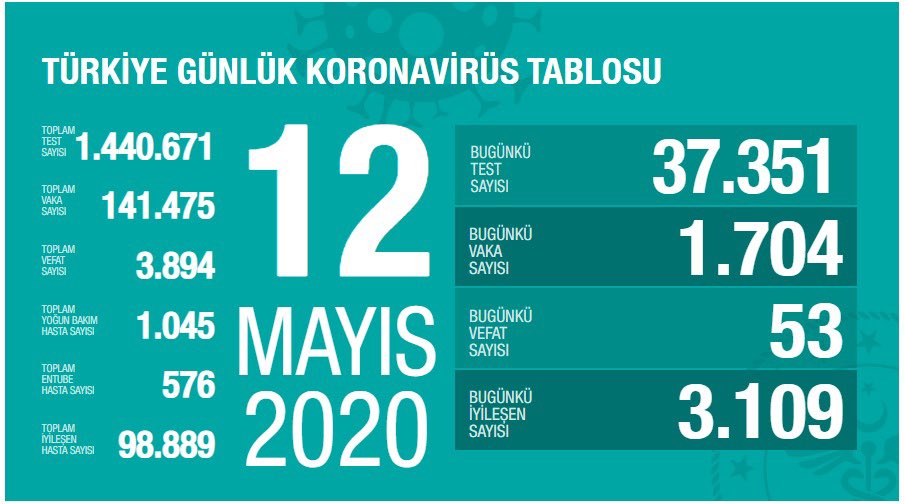 TÜRKİYE GÜNLÜK KORONAVİRÜS TABLOSU
TOPLAM
TEST
SAYISI
1.440.671
TOPLAM
VAKA
SAYISI
141.475
TOPLAM
VEFAT
SAYISI
3.894
TOPLAM
YOĞUN BAKIM
HASTA SAYISI
1.045
TOPLAM
ENTUBE
HASTA SAYISI
576
TOPLAM
İYİLEŞEN
HASTA SAYISI
98.889
12
MAYIS
2020
BUGÜNKÜ
TEST
SAYISI
37.351
BUGÜNKÜ
VAKA
SAYISI
1.704
BUGÜNKÜ
VEFAT
SAYISI
53
BUGÜNKÜ
İYİLEŞEN
SAYISI
3.109